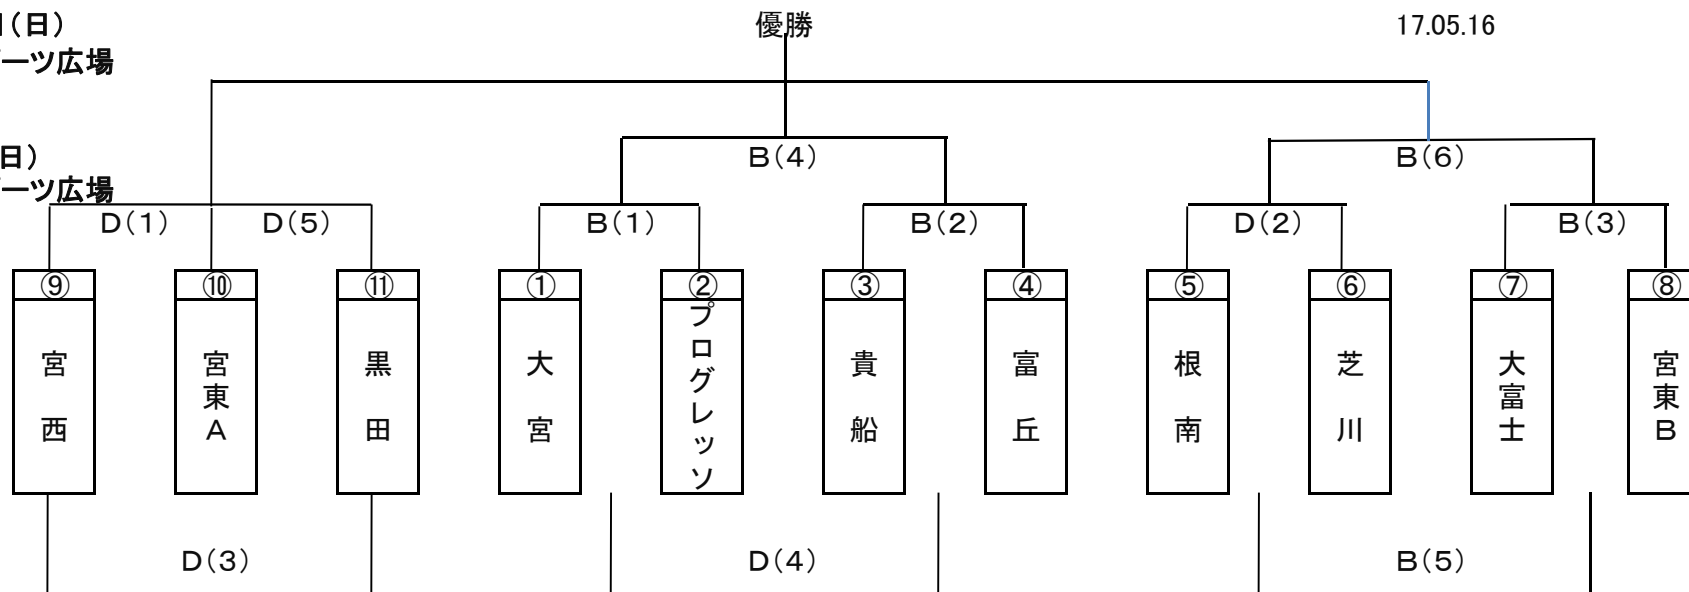 (日)
優勝
17.05.16
ーツ広場
B(4)
日)
B(6)
ーツ広場
D(1)
D(5)
B(1)
B(2)
D(2)
B(3)
⑨
⑩
⑪
①
②
③
④
⑤
⑥
⑦
⑧
宮西
宮東A
黒田
大宮
プログレッソ
貴船
富丘
根南
芝川
大富士
宮東B
D(3)
D(4)
B(5)